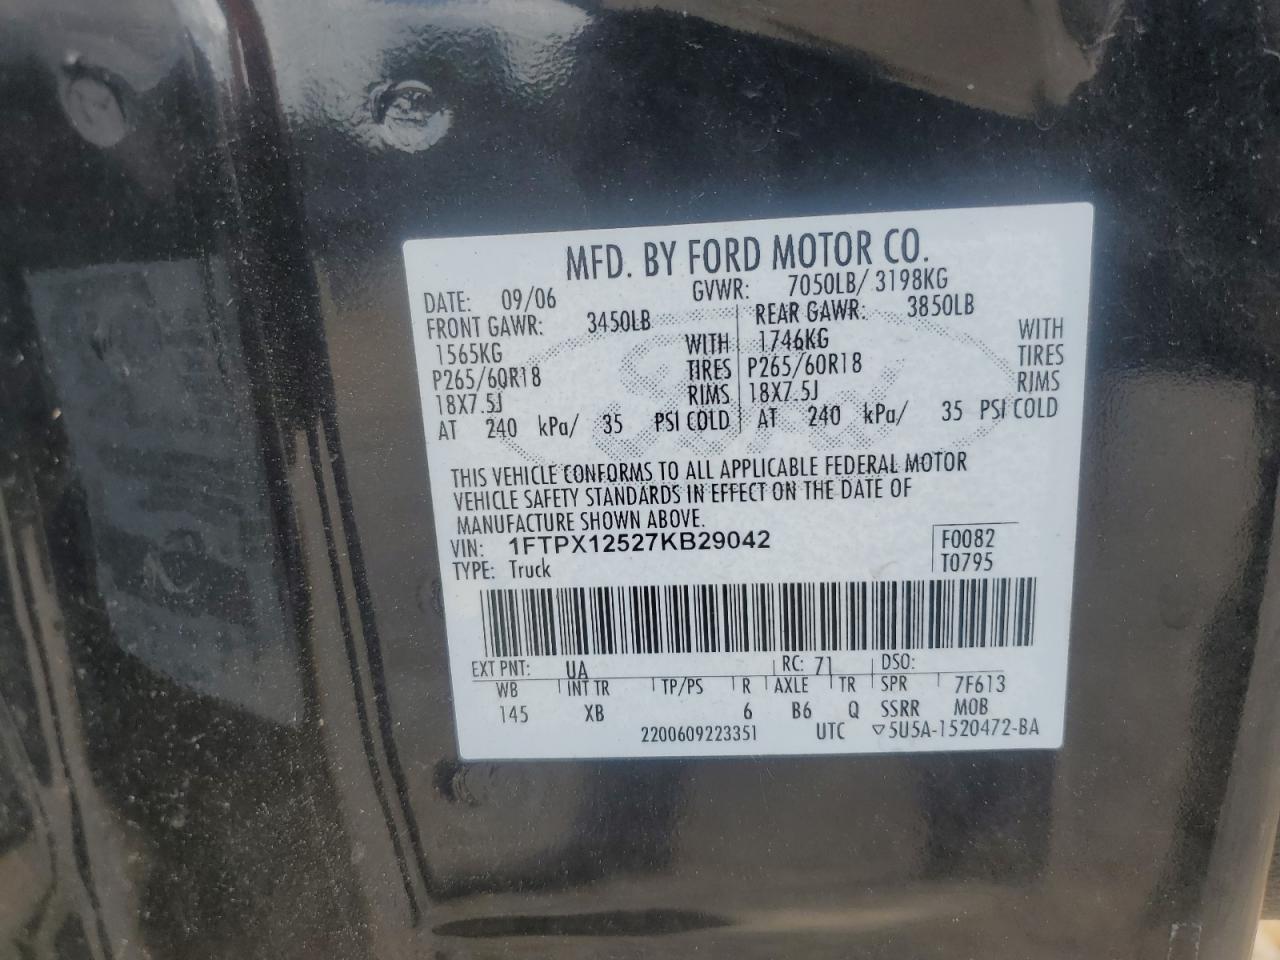 MFD. BY FORD MOTOR CO.
DATE: 09/06 GVWR: 7050LB/ 3198KG
FRONT GAWR: 3450LB REAR GAWR: 3850LB
1565KG WITH 1746KG WITH
P265/60R18 TIRES P265/60R18 TIRES
18X7.5J RIMS 18X7.5J RIMS
AT 240 kPa/ 35 PSI COLD AT 240 kPa/ 35 PSI COLD
THIS VEHICLE CONFORMS TO ALL APPLICABLE FEDERAL MOTOR
VEHICLE SAFETY STANDARDS IN EFFECT ON THE DATE OF
MANUFACTURE SHOWN ABOVE.
VIN: 1FTPX12527KB29042 F0082
TYPE: Truck T0795
EXT PNT: UA RC: 71 DSO:
WB INT TR TP/PS R AXLE TR SPR 7F613
145 XB 6 B6 Q SSRR MOB
2200609223351 UTC ▽5U5A-1520472-BA